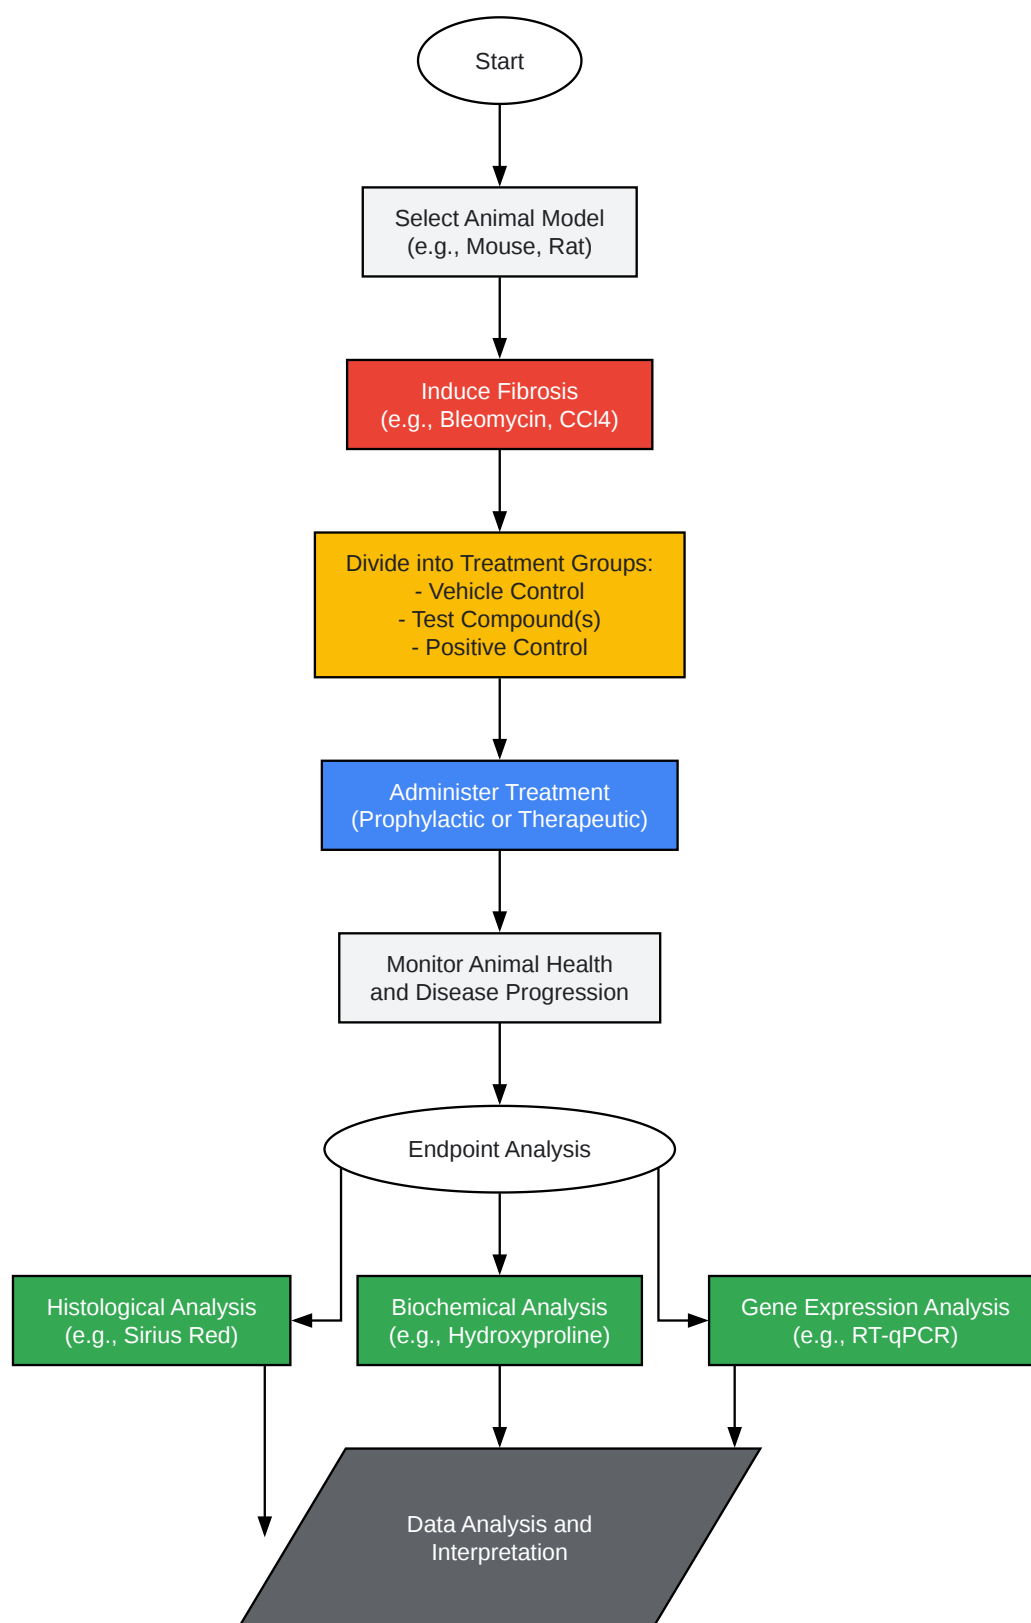 Start
Select Animal Model
(e.g., Mouse, Rat)
Induce Fibrosis
(e.g., Bleomycin, CCl4)
Divide into Treatment Groups:
- Vehicle Control
- Test Compound(s)
- Positive Control
Administer Treatment
(Prophylactic or Therapeutic)
Monitor Animal Health
and Disease Progression
Endpoint Analysis
Histological Analysis
(e.g., Sirius Red)
Biochemical Analysis
(e.g., Hydroxyproline)
Gene Expression Analysis
(e.g., RT-qPCR)
Data Analysis and
Interpretation